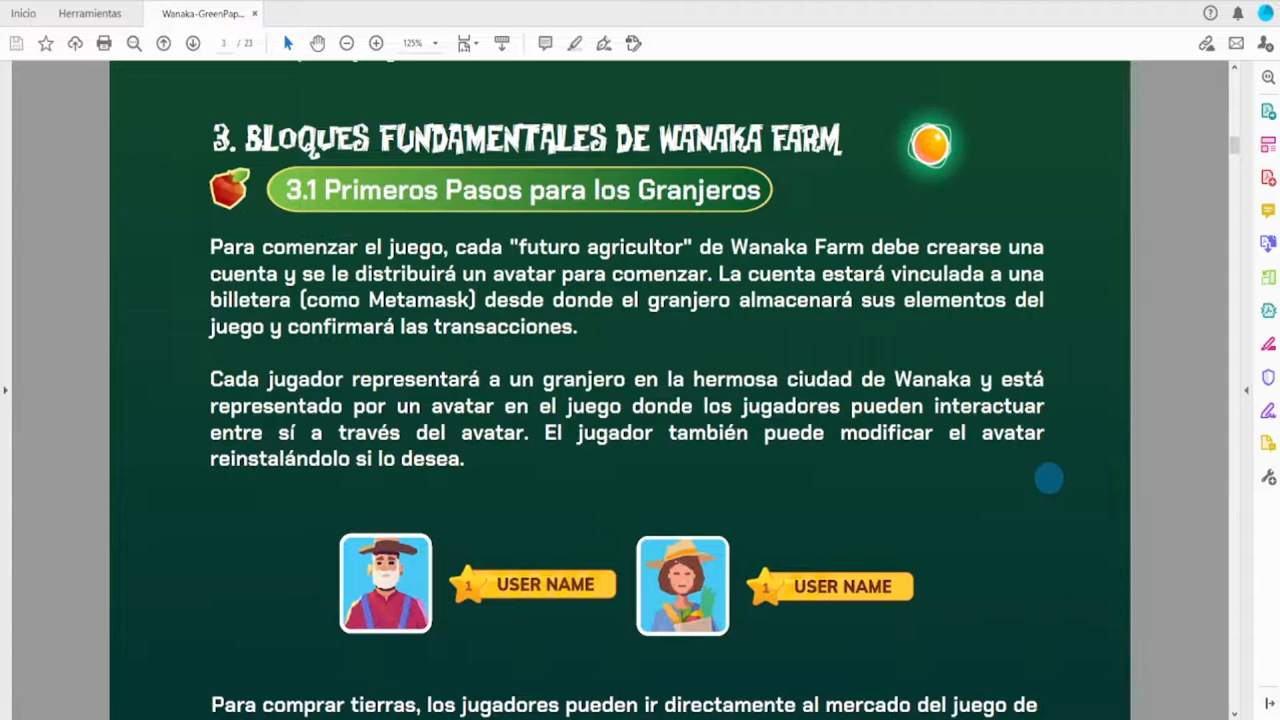 Inicio Herramientas Wanaka-GreenPap... ×
3 / 23 125%
3. BLOQUES FUNDAMENTALES DE WANAKA FARM
3.1 Primeros Pasos para los Granjeros
Para comenzar el juego, cada "futuro agricultor" de Wanaka Farm debe crearse una
cuenta y se le distribuirá un avatar para comenzar. La cuenta estará vinculada a una
billetera (como Metamask) desde donde el granjero almacenará sus elementos del
juego y confirmará las transacciones.
Cada jugador representará a un granjero en la hermosa ciudad de Wanaka y está
representado por un avatar en el juego donde los jugadores pueden interactuar
entre sí a través del avatar. El jugador también puede modificar el avatar
reinstalándolo si lo desea.
1 USER NAME 1 USER NAME
Para comprar tierras, los jugadores pueden ir directamente al mercado del juego de